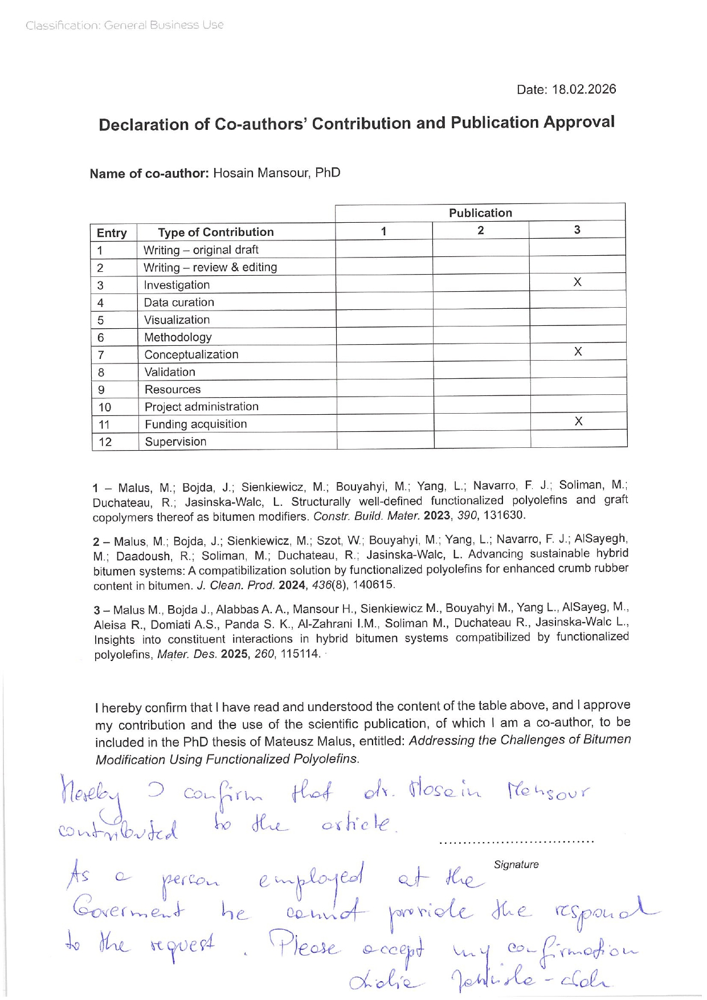 Classification: General Business Use
Date: 18.02.2026
Declaration of Co-authors' Contribution and Publication Approval
Name of co-author: Hosain Mansour, PhD
Publication
Entry Type of Contribution 1 2 3
1 Writing – original draft
2 Writing – review & editing
3 Investigation X
4 Data curation
5 Visualization
6 Methodology
7 Conceptualization X
8 Validation
9 Resources
10 Project administration
11 Funding acquisition X
12 Supervision
1 – Malus, M.; Bojda, J.; Sienkiewicz, M.; Bouyahyi, M.; Yang, L.; Navarro, F. J.; Soliman, M.;
Duchateau, R.; Jasinska-Walc, L. Structurally well-defined functionalized polyolefins and graft
copolymers thereof as bitumen modifiers. Constr. Build. Mater. 2023, 390, 131630.
2 – Malus, M.; Bojda, J.; Sienkiewicz, M.; Szot, W.; Bouyahyi, M.; Yang, L.; Navarro, F. J.; AlSayegh,
M.; Daadoush, R.; Soliman, M.; Duchateau, R.; Jasinska-Walc, L. Advancing sustainable hybrid
bitumen systems: A compatibilization solution by functionalized polyolefins for enhanced crumb rubber
content in bitumen. J. Clean. Prod. 2024, 436(8), 140615.
3 – Malus M., Bojda J., Alabbas A. A., Mansour H., Sienkiewicz M., Bouyahyi M., Yang L., AlSayeg, M.,
Aleisa R., Domiati A.S., Panda S. K., Al-Zahrani I.M., Soliman M., Duchateau R., Jasinska-Walc L.,
Insights into constituent interactions in hybrid bitumen systems compatibilized by functionalized
polyolefins, Mater. Des. 2025, 260, 115114.
I hereby confirm that I have read and understood the content of the table above, and I approve
my contribution and the use of the scientific publication, of which I am a co-author, to be
included in the PhD thesis of Mateusz Malus, entitled: Addressing the Challenges of Bitumen
Modification Using Functionalized Polyolefins.
Hereby I confirm that dr. Hosein Mensour
contributed to the article.
Signature
As a person employed at the
Goverment he cannot provide the respond
to the request. Please accept my confirmation